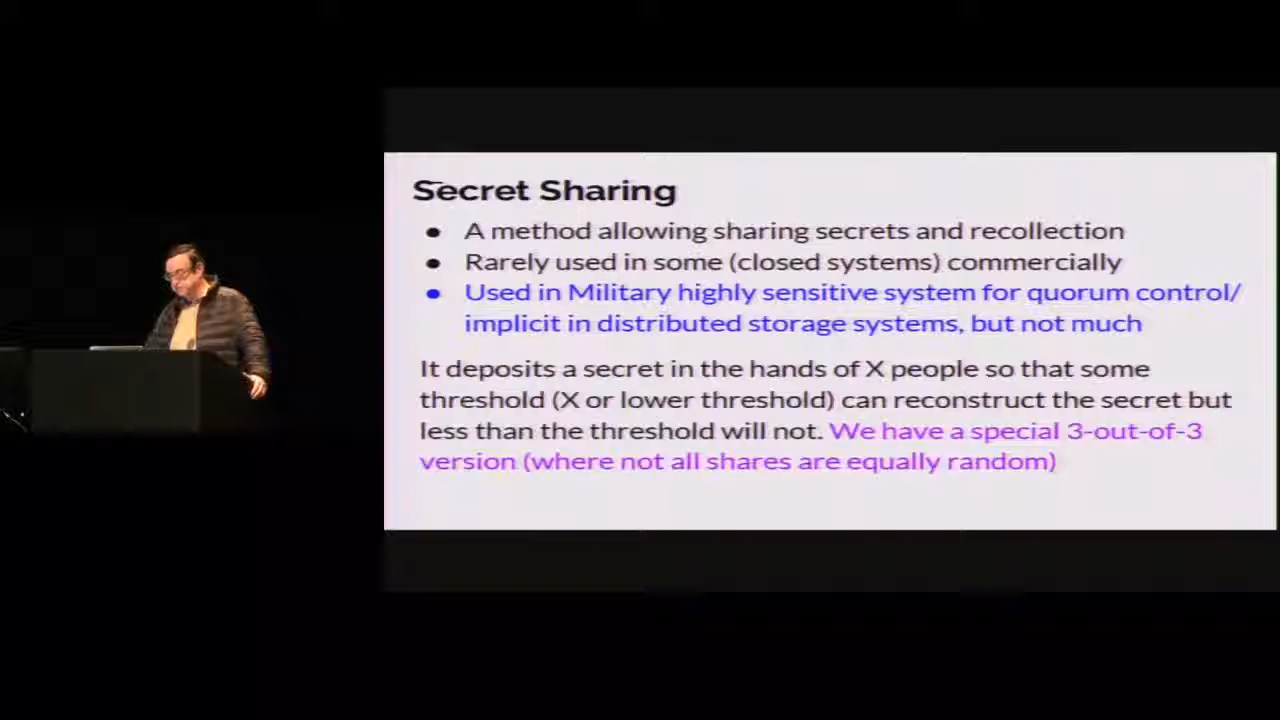 Secret Sharing
● A method allowing sharing secrets and recollection
● Rarely used in some (closed systems) commercially
● Used in Military highly sensitive system for quorum control/
implicit in distributed storage systems, but not much
It deposits a secret in the hands of X people so that some
threshold (X or lower threshold) can reconstruct the secret but
less than the threshold will not. We have a special 3-out-of-3
version (where not all shares are equally random)